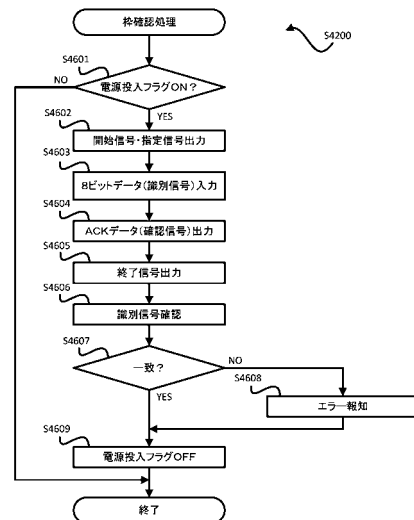 枠確認処理
S4200
S4601
NO
電源投入フラグON?
YES
S4602
開始信号・指定信号出力
S4603
8ビットデータ(識別信号)入力
S4604
ACKデータ(確認信号)出力
S4605
終了信号出力
S4606
識別信号確認
S4607
一致?
NO
S4608
エラー報知
YES
S4609
電源投入フラグOFF
終了